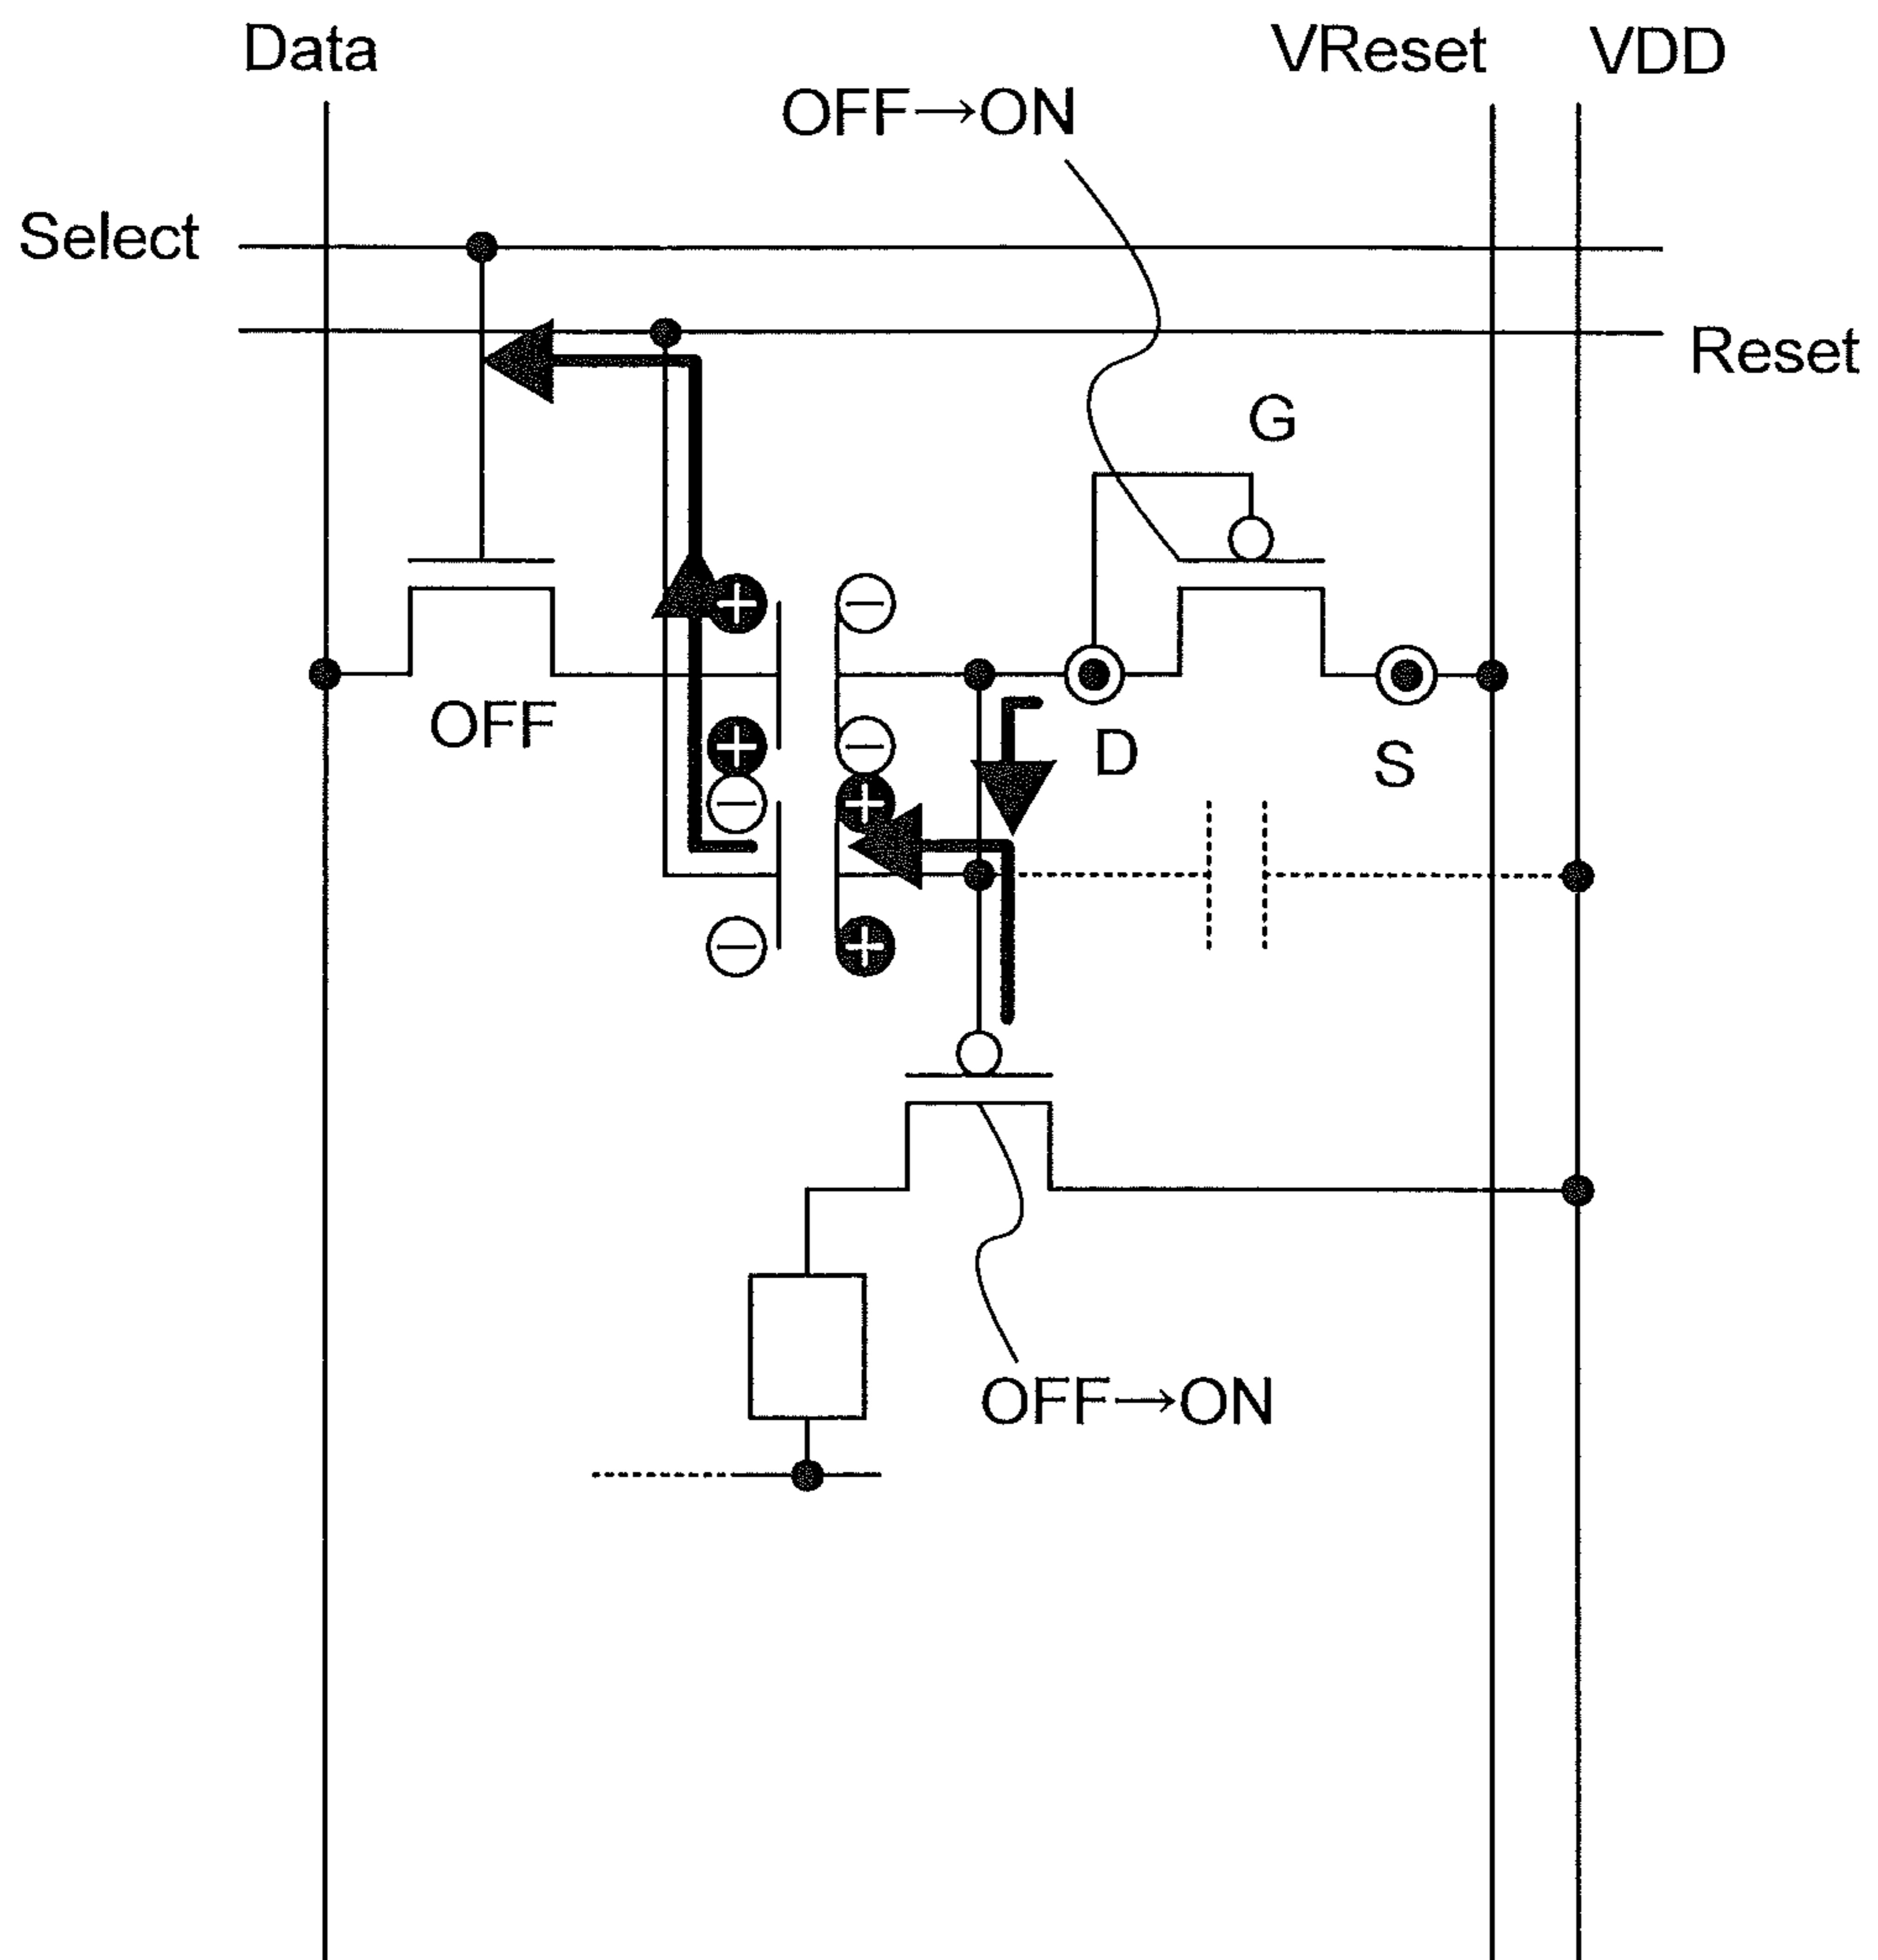 Data
VReset
VDD
OFF→ON
Select
Reset
G
OFF
D
S
OFF→ON